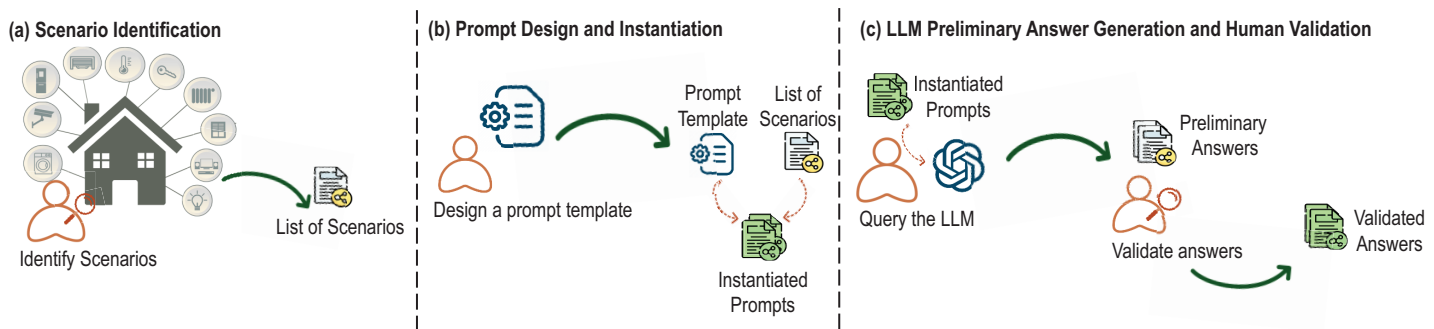 (a) Scenario Identification
List of Scenarios
Identify Scenarios
(b) Prompt Design and Instantiation
Prompt
Template
List of
Scenarios
Design a prompt template
Instantiated
Prompts
(c) LLM Preliminary Answer Generation and Human Validation
Instantiated
Prompts
Query the LLM
Preliminary
Answers
Validate answers
Validated
Answers